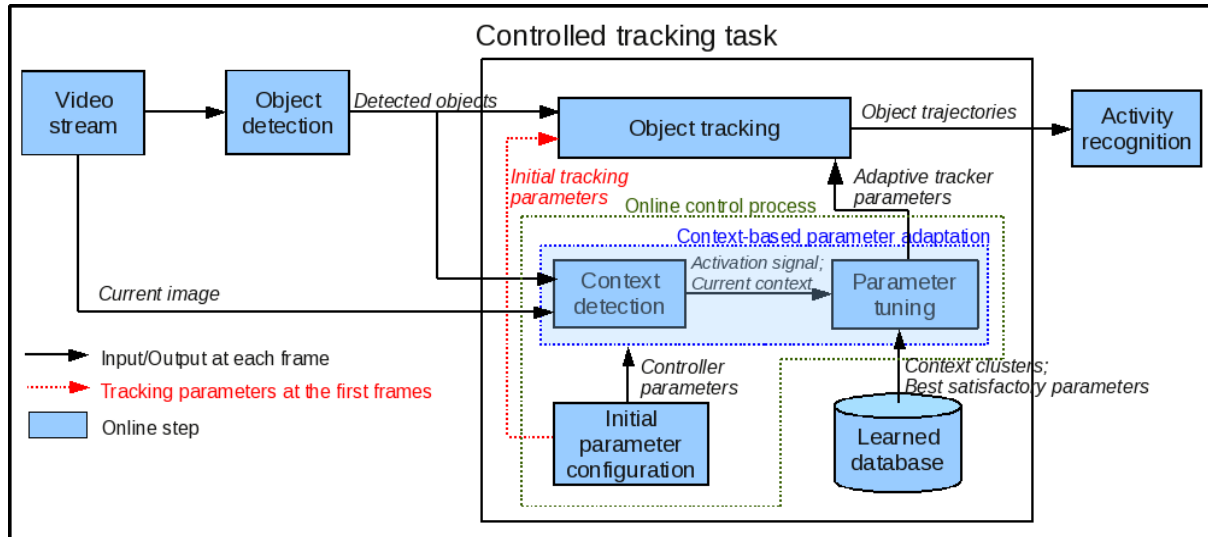 Controlled tracking task
Video
stream
Object
detection
Detected objects
Object tracking
Object trajectories
Activity
recognition
Initial tracking
parameters
Adaptive tracker
parameters
Online control process
Context-based parameter adaptation
Context
detection
Activation signal;
Current context
Parameter
tuning
Current image
Input/Output at each frame
Tracking parameters at the first frames
Online step
Controller
parameters
Context clusters;
Best satisfactory parameters
Initial
parameter
configuration
Learned
database